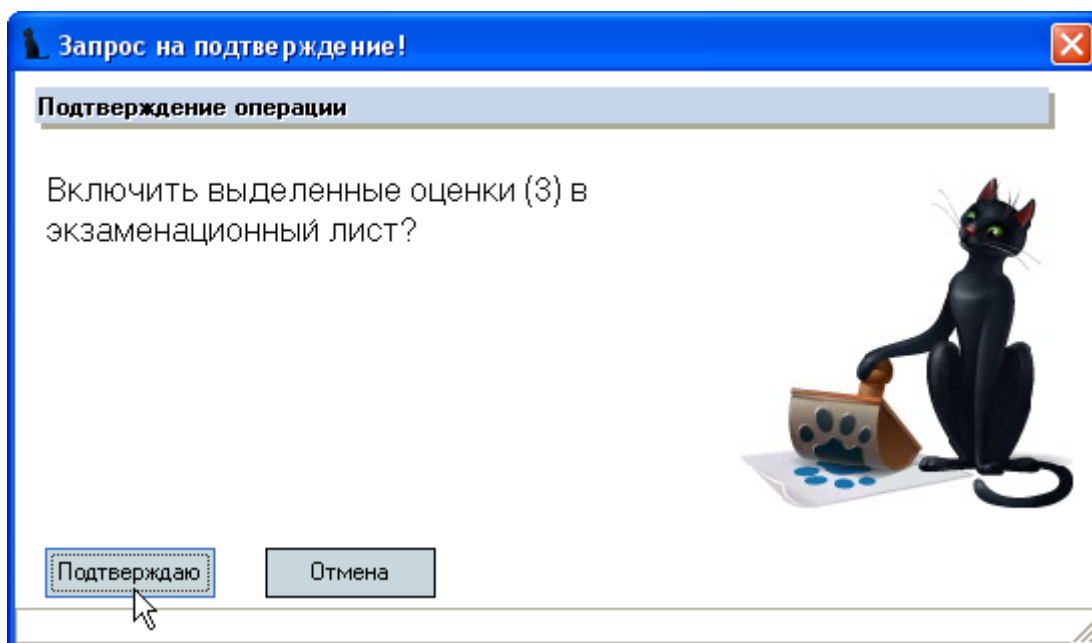 Запрос на подтверждение!
Подтверждение операции
Включить выделенные оценки (3) в
экзаменационный лист?
Подтверждаю
Отмена